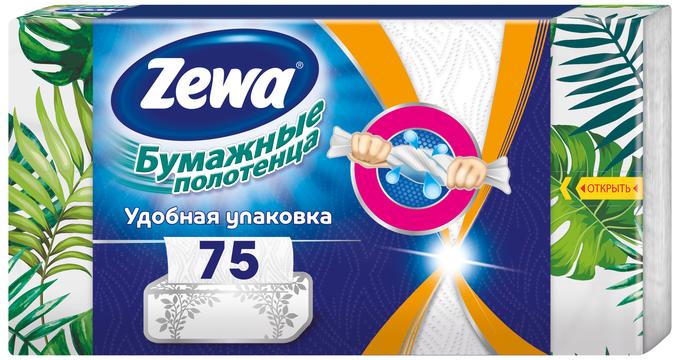 Zewa®
Бумажные
полотенца
Удобная упаковка
75
ОТКРЫТЬ